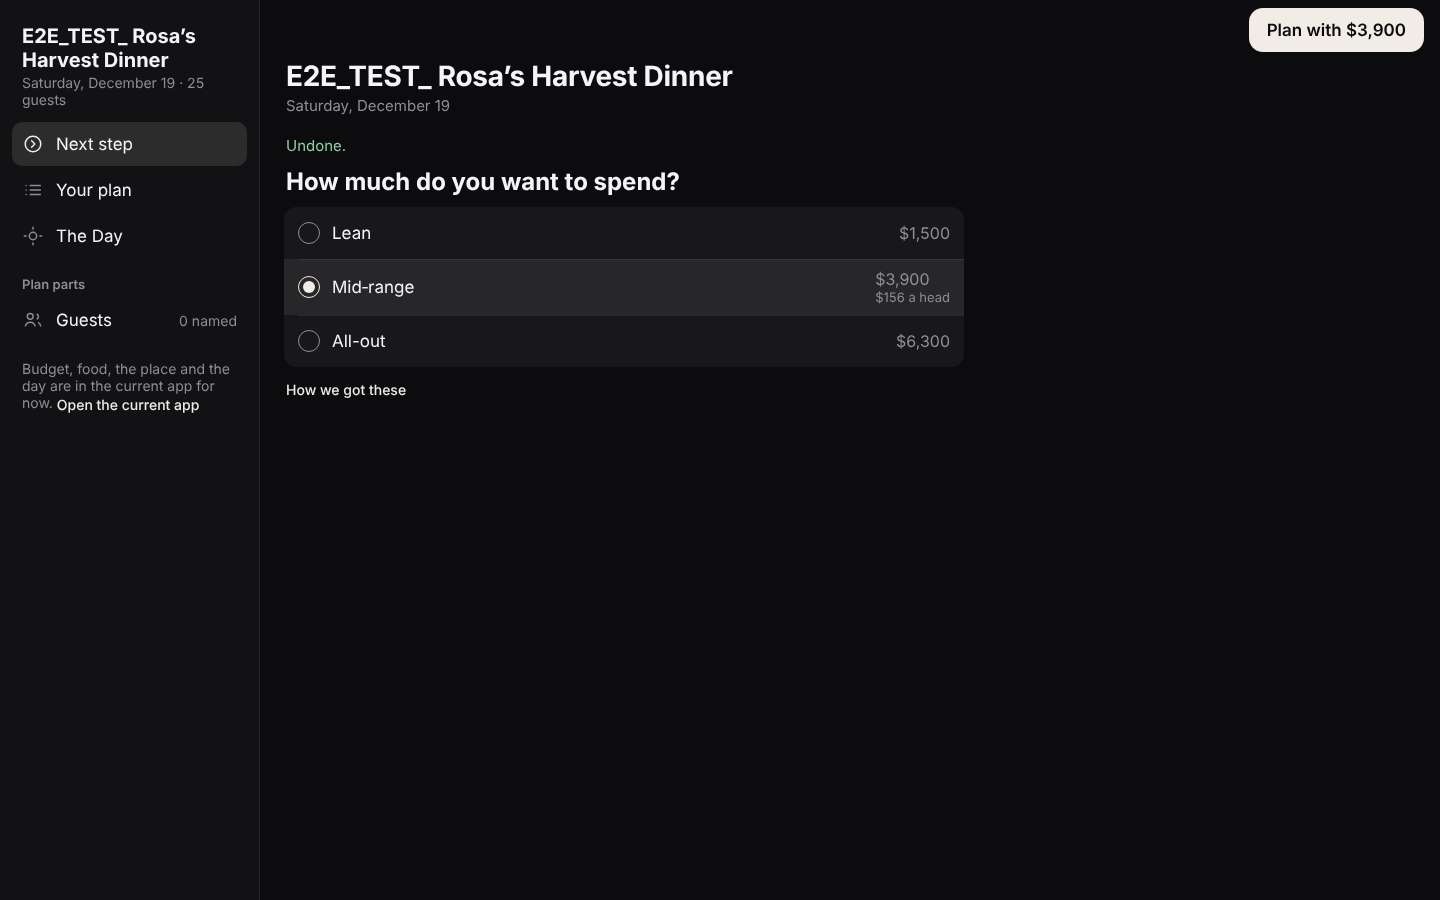 E2E_TEST_ Rosa’s
Harvest Dinner
Saturday, December 19 · 25
guests
Next step
Your plan
The Day
Plan parts
Guests
0 named
Budget, food, the place and the
day are in the current app for
now. Open the current app
Plan with $3,900
E2E_TEST_ Rosa’s Harvest Dinner
Saturday, December 19
Undone.
How much do you want to spend?
Lean
$1,500
Mid-range
$3,900
$156 a head
All-out
$6,300
How we got these